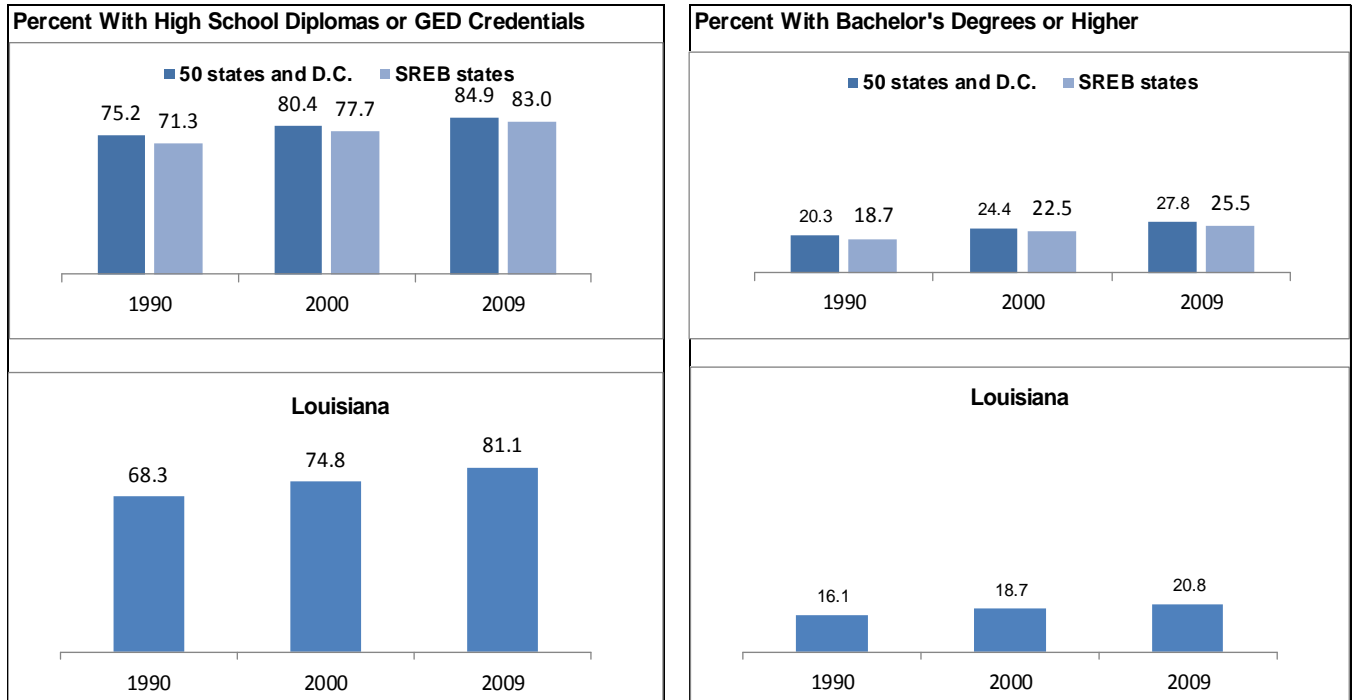 Percent With High School Diplomas or GED Credentials
50 states and D.C. SREB states
75.2 71.3 80.4 77.7 84.9 83.0
1990 2000 2009
Louisiana
68.3 74.8 81.1
1990 2000 2009
Percent With Bachelor's Degrees or Higher
50 states and D.C. SREB states
20.3 18.7 24.4 22.5 27.8 25.5
1990 2000 2009
Louisiana
16.1 18.7 20.8
1990 2000 2009